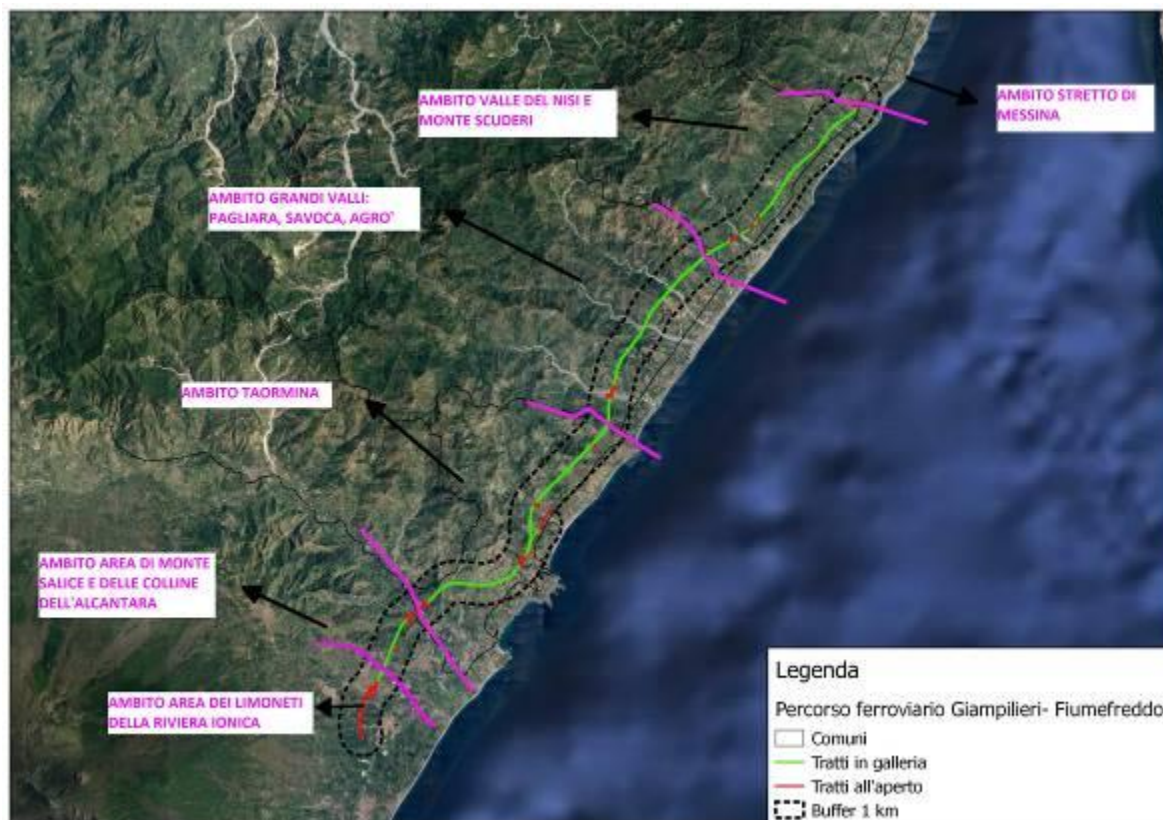 AMBITO VALLE DEL NISI E
MONTE SCUDERI
AMBITO STRETTO DI
MESSINA
AMBITO GRANDI VALLI:
PAGLIARA, SAVOCA, AGRO'
AMBITO TAORMINA
AMBITO AREA DI MONTE
SALICE E DELLE COLLINE
DELL'ALCANTARA
AMBITO AREA DEI LIMONETI
DELLA RIVIERA IONICA
Legenda
Percorso ferroviario Giampilieri- Fiumefreddo
Comuni
Tratti in galleria
Tratti all'aperto
Buffer 1 km